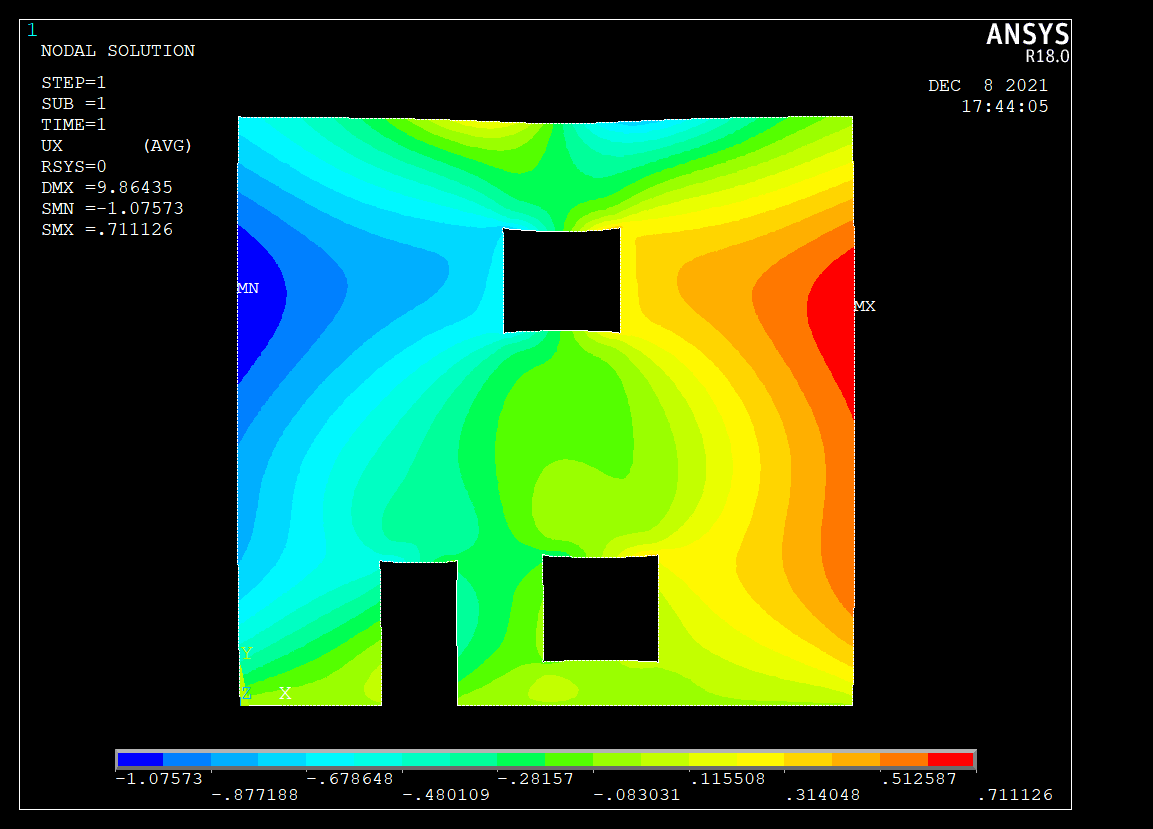 1
ANSYS
R18.0
NODAL SOLUTION
STEP=1
SUB =1
TIME=1
UX (AVG)
RSYS=0
DMX =9.86435
SMN =-1.07573
SMX =.711126
DEC 8 2021
17:44:05
MN
MX
Y
Z X
-1.07573 -.678648 -.28157 .115508 .512587
-.877188 -.480109 -.083031 .314048 .711126